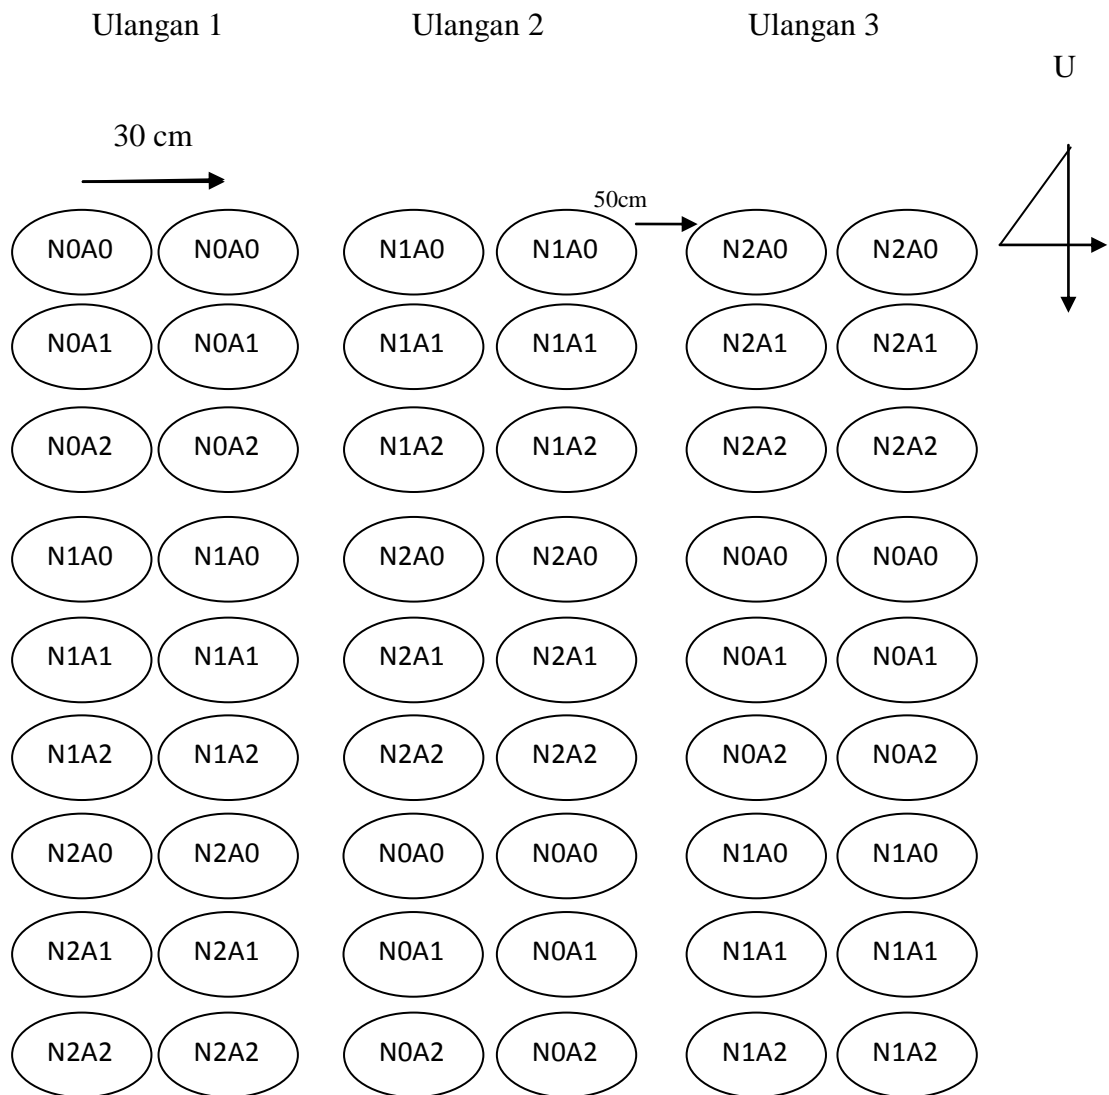 Ulangan 1 Ulangan 2 Ulangan 3
U
30 cm
50cm
N0A0 N0A0 N1A0 N1A0 N2A0 N2A0
N0A1 N0A1 N1A1 N1A1 N2A1 N2A1
N0A2 N0A2 N1A2 N1A2 N2A2 N2A2
N1A0 N1A0 N2A0 N2A0 N0A0 N0A0
N1A1 N1A1 N2A1 N2A1 N0A1 N0A1
N1A2 N1A2 N2A2 N2A2 N0A2 N0A2
N2A0 N2A0 N0A0 N0A0 N1A0 N1A0
N2A1 N2A1 N0A1 N0A1 N1A1 N1A1
N2A2 N2A2 N0A2 N0A2 N1A2 N1A2